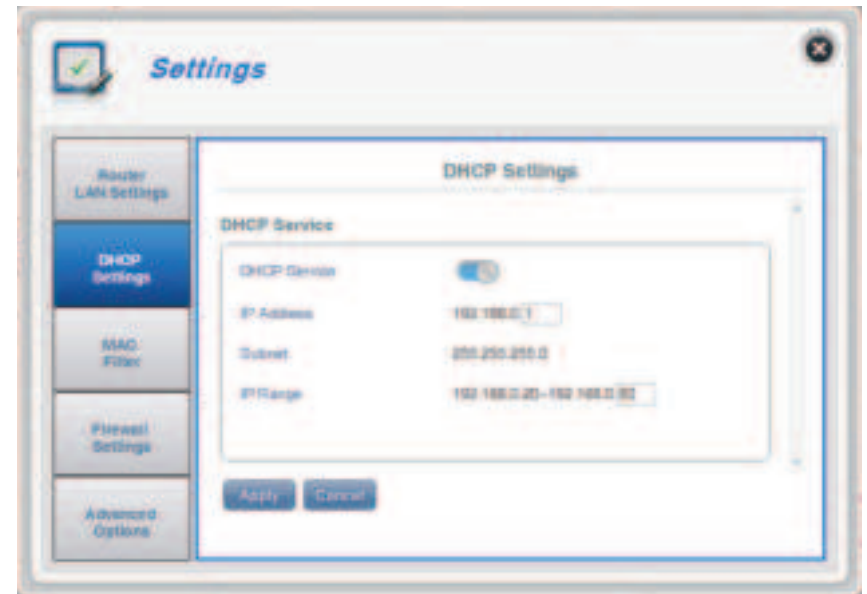 Settings
Router
LAN Settings
DHCP
Settings
MAC
Filter
Firewall
Settings
Advanced
Options
DHCP Settings
DHCP Service
DHCP Service
IP Address
192.168.0. 1
Subnet
255.255.255.0
IP Range
192.168.0.20~192.168.0.
Apply
Cancel